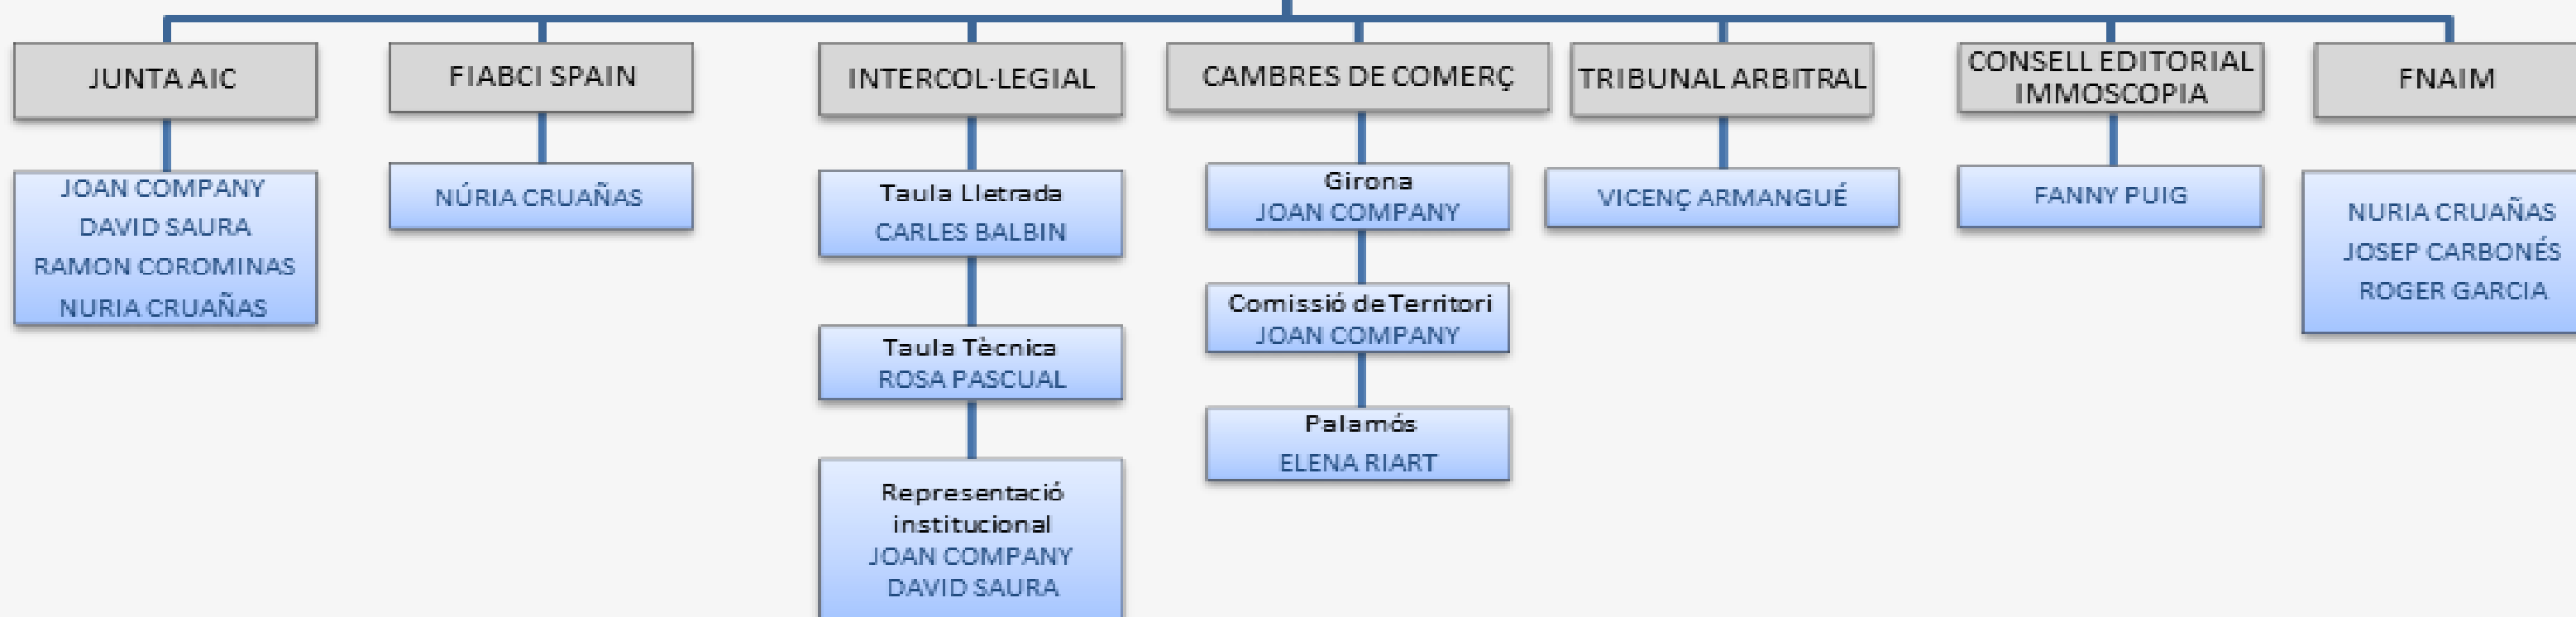 JUNTA AIC
JOAN COMPANY
DAVID SAURA
RAMON COROMINAS
NURIA CRUAÑAS
FIABCI SPAIN
NÚRIA CRUAÑAS
INTERCOL·LEGIAL
Taula Lletrada
CARLES BALBIN
Taula Tècnica
ROSA PASCUAL
Representació
institucional
JOAN COMPANY
DAVID SAURA
CAMBRES DE COMERÇ
Girona
JOAN COMPANY
Comissió de Territori
JOAN COMPANY
Palamós
ELENA RIART
TRIBUNAL ARBITRAL
VICENÇ ARMANGUÉ
CONSELL EDITORIAL
IMMOSCOPIA
FANNY PUIG
FNAIM
NURIA CRUAÑAS
JOSEP CARBONÉS
ROGER GARCIA